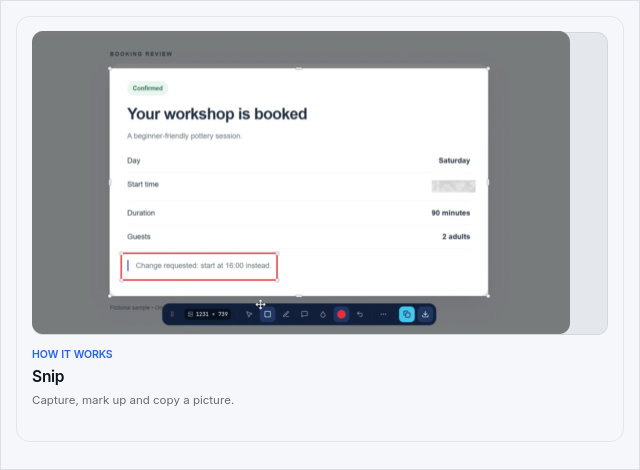 BOOKING REVIEW
Confirmed
Your workshop is booked
A beginner-friendly pottery session.
Day Saturday
Start time
Duration 90 minutes
Guests 2 adults
Change requested: start at 16:00 instead.
Fictional sample •
1231 × 739
HOW IT WORKS
Snip
Capture, mark up and copy a picture.